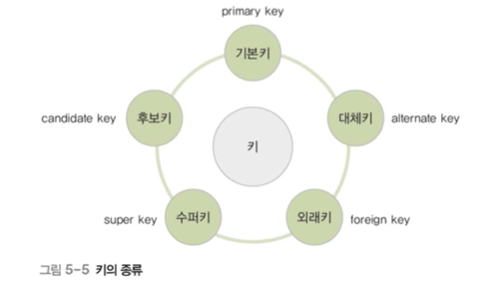 primary key
기본키
candidate key
후보키
대체키
alternate key
키
super key
수퍼키
외래키
foreign key
그림 5-5 키의 종류